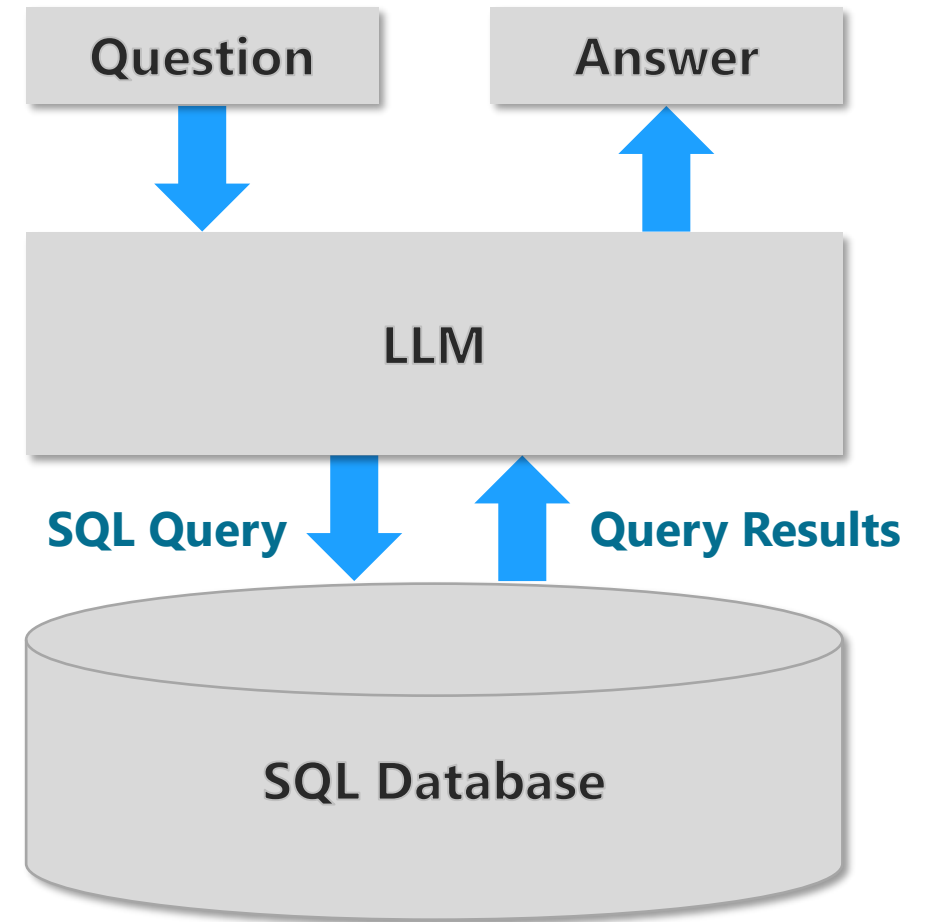 Question
Answer
LLM
SQL Query
Query Results
SQL Database